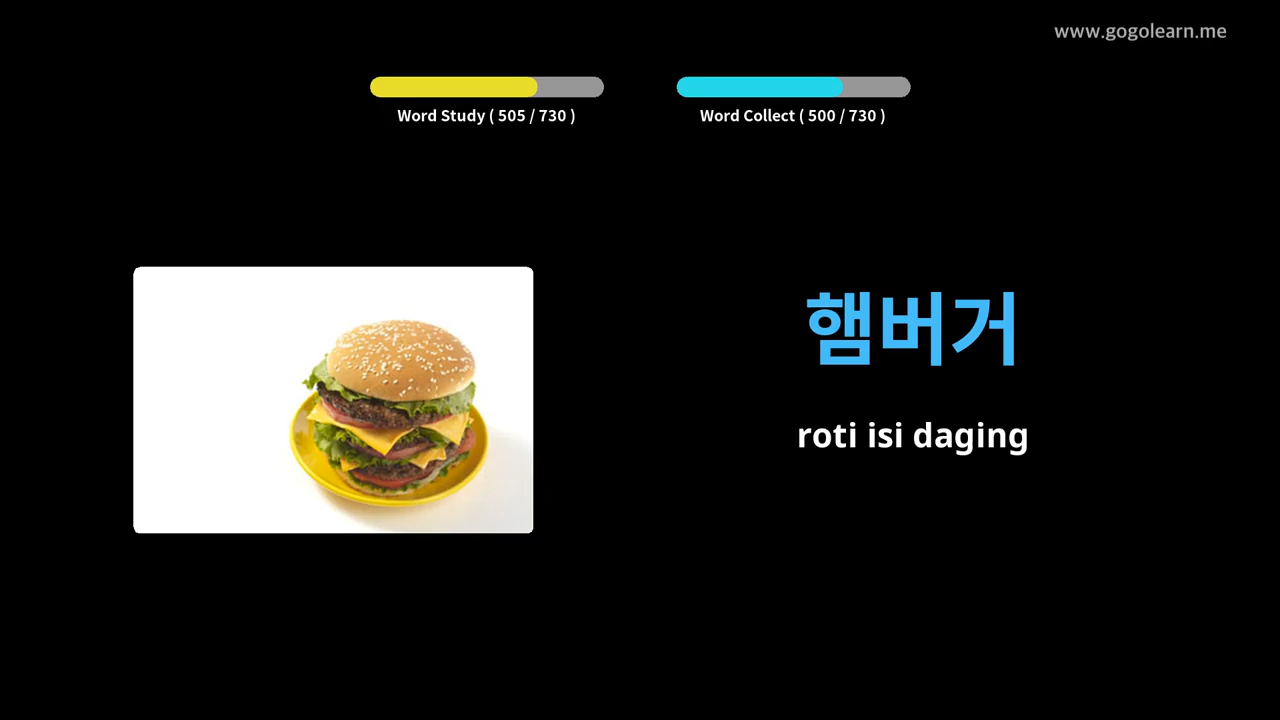 www.gogolearn.me
Word Study ( 505 / 730 )
Word Collect ( 500 / 730 )
햄버거
roti isi daging